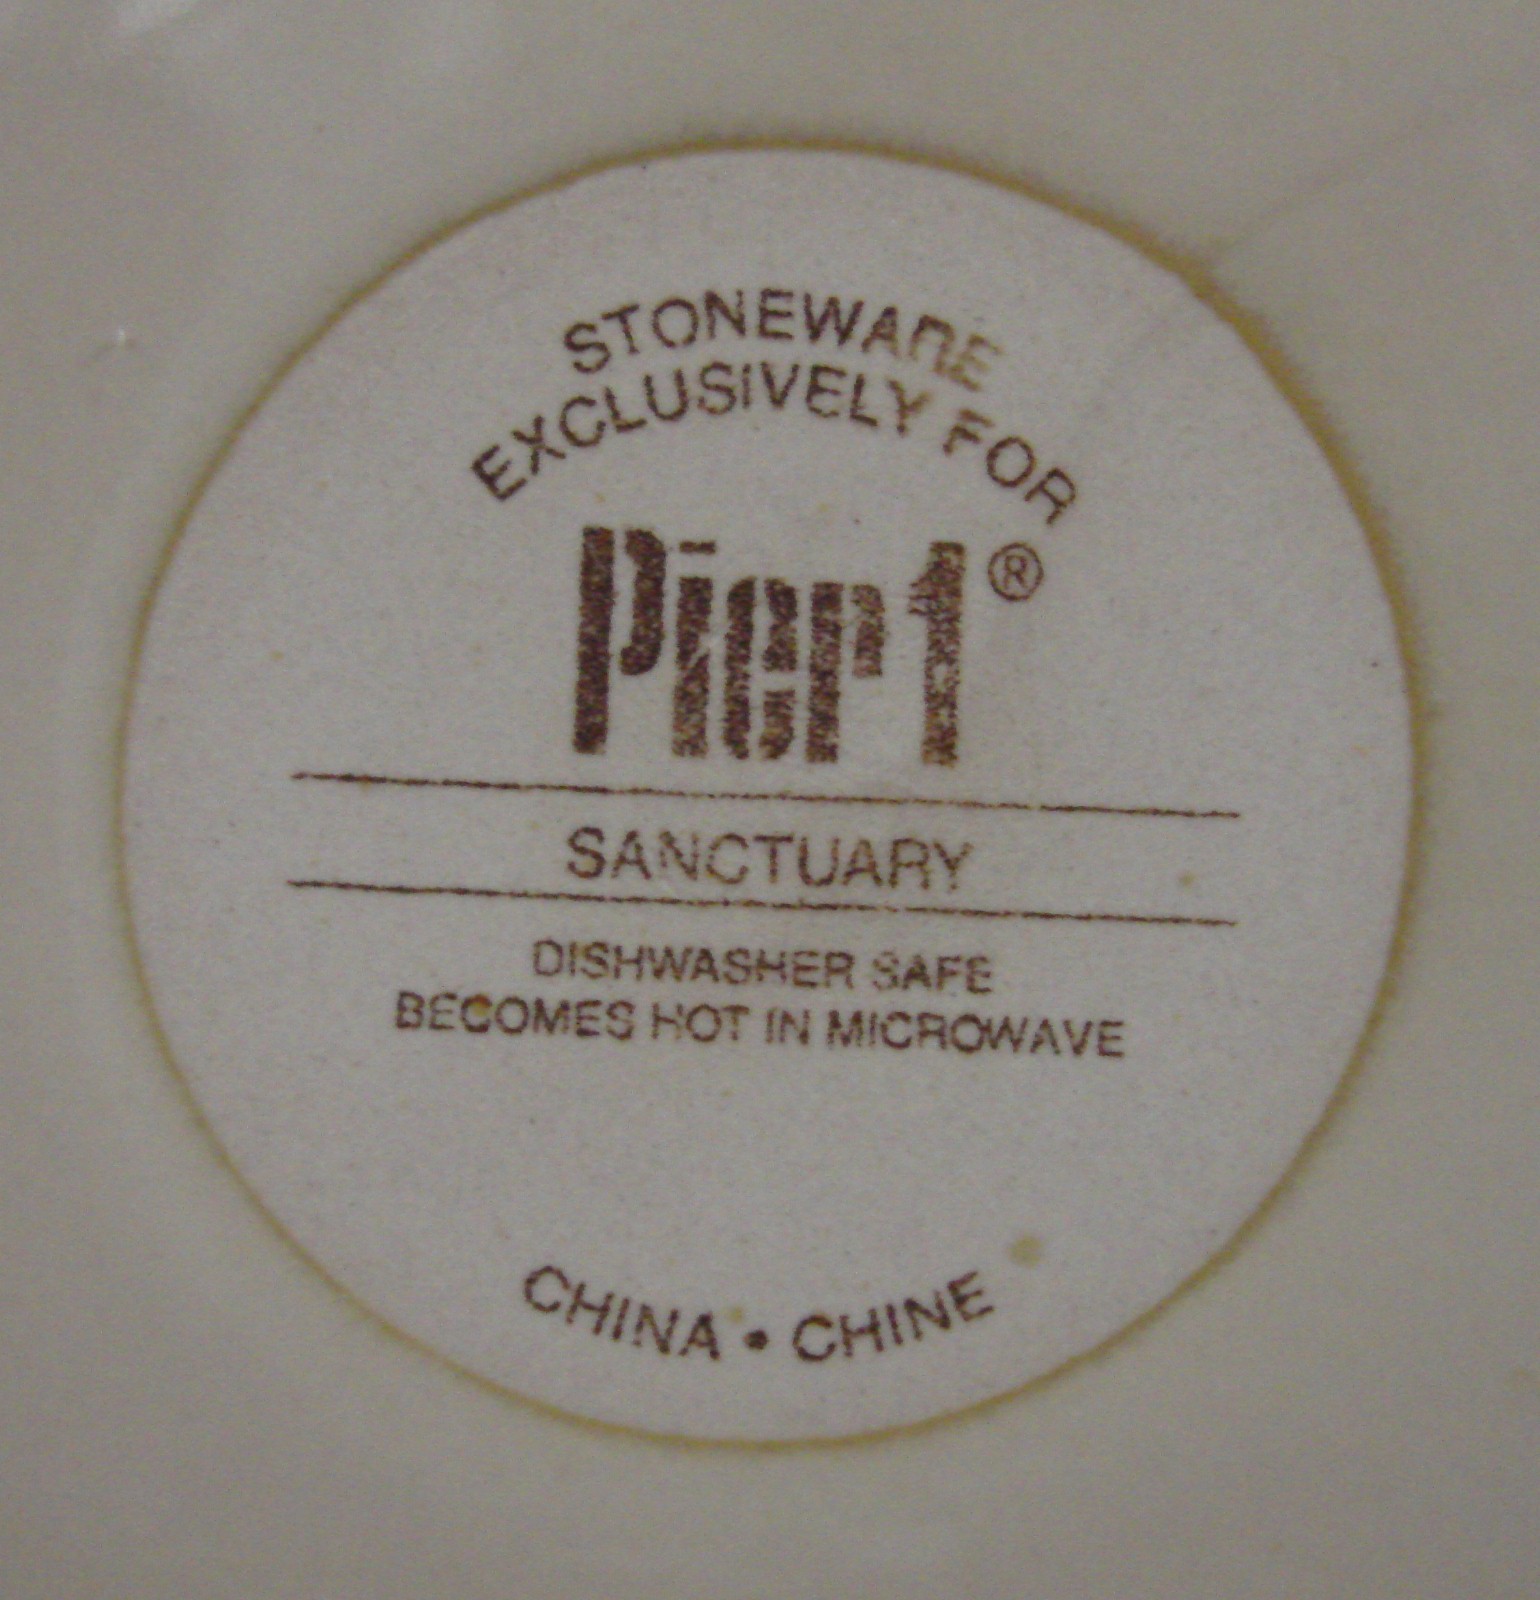 STONEWARE
EXCLUSIVELY FOR
Pier 1®
SANCTUARY
DISHWASHER SAFE
BECOMES HOT IN MICROWAVE
CHINA • CHINE